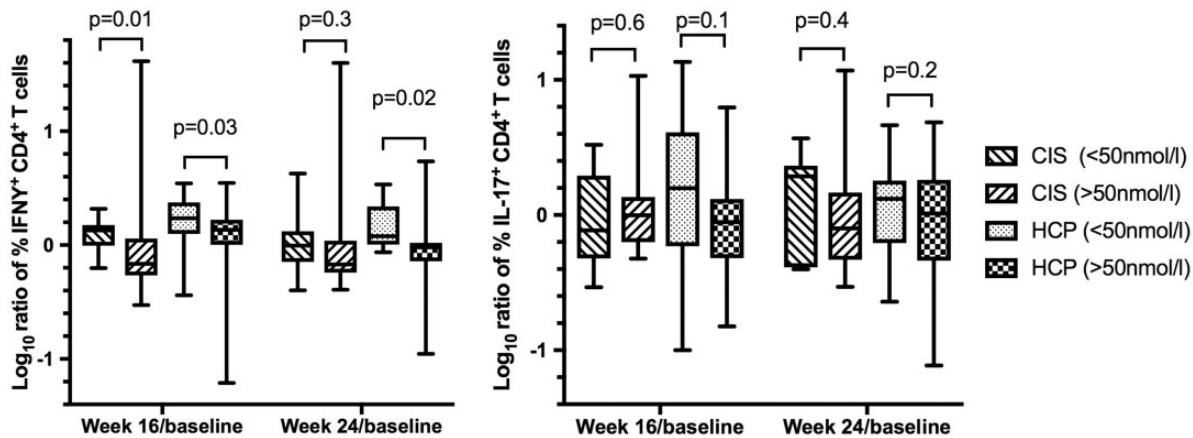 Log₁₀ ratio of % IFNY⁺ CD4⁺ T cells
p=0.01
p=0.3
p=0.03
p=0.02
1
0
-1
Week 16/baseline
Week 24/baseline
Log₁₀ ratio of % IL-17⁺ CD4⁺ T cells
p=0.6
p=0.1
p=0.4
p=0.2
1
0
-1
Week 16/baseline
Week 24/baseline
CIS (<50nmol/l)
CIS (>50nmol/l)
HCP (<50nmol/l)
HCP (>50nmol/l)